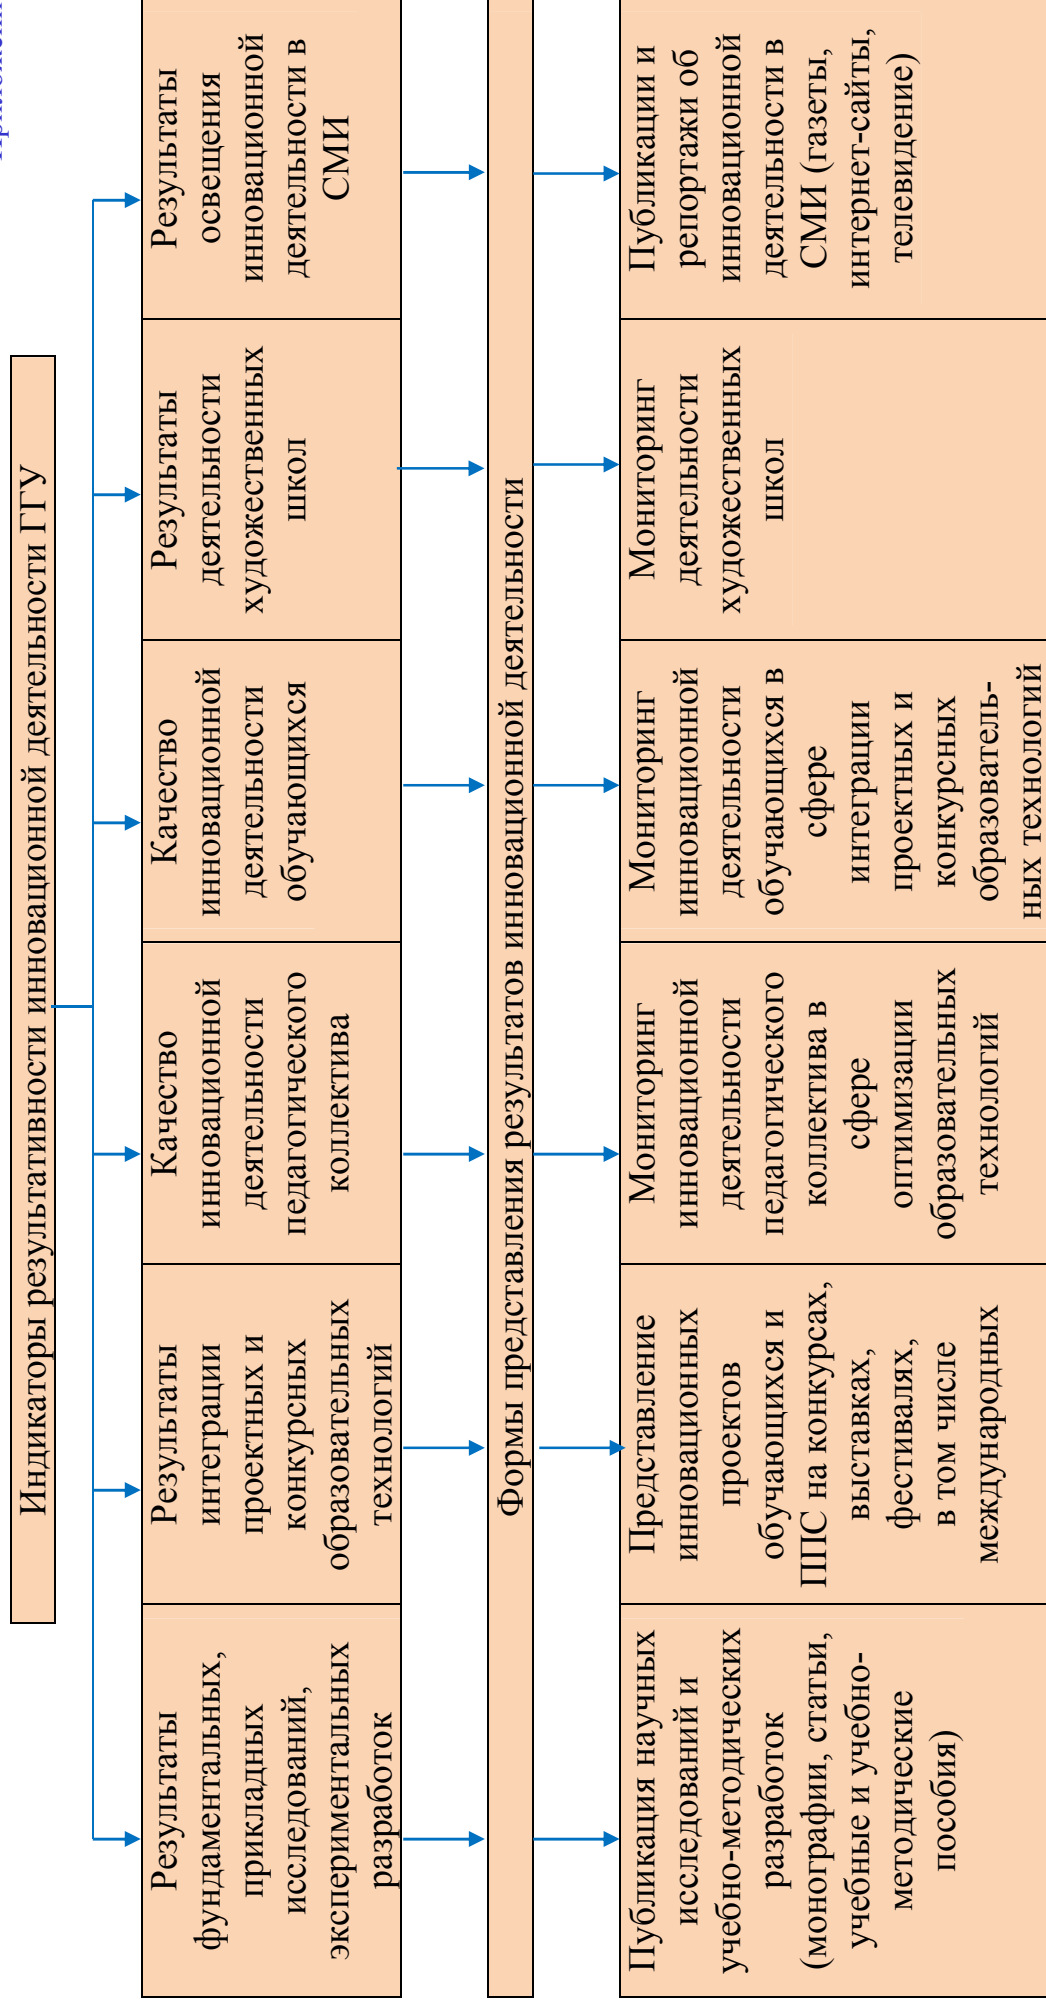 Индикаторы результативности инновационной деятельности ГГУ
Результаты
фундаментальных,
прикладных
исследований,
экспериментальных
разработок
Результаты
интеграции
проектных и
конкурсных
образовательных
технологий
Качество
инновационной
деятельности
педагогического
коллектива
Качество
инновационной
деятельности
обучающихся
Результаты
деятельности
художественных
школ
Результаты
освещения
инновационной
деятельности в
СМИ
Формы представления результатов инновационной деятельности
Публикация научных
исследований и
учебно-методических
разработок
(монографии, статьи,
учебные и учебно-
методические
пособия)
Представление
инновационных
проектов
обучающихся и
ППС на конкурсах,
выставках,
фестивалях,
в том числе
международных
Мониторинг
инновационной
деятельности
педагогического
коллектива в
сфере
оптимизации
образовательных
технологий
Мониторинг
инновационной
деятельности
обучающихся в
сфере
интеграции
проектных и
конкурсных
образователь-
ных технологий
Мониторинг
деятельности
художественных
школ
Публикации и
репортажи об
инновационной
деятельности в
СМИ (газеты,
интернет-сайты,
телевидение)